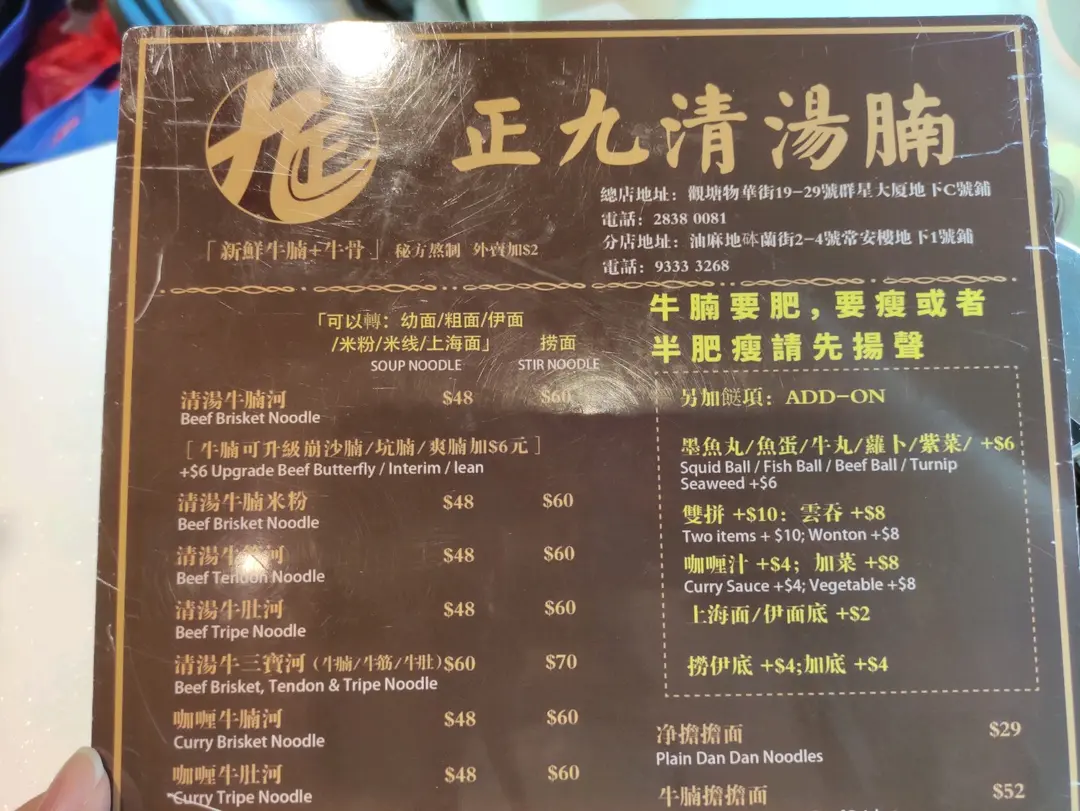 正九清湯腩
總店地址：觀塘物華街19-29號群星大厦地下C號鋪
電話：2838 0081
分店地址：油麻地砵蘭街2-4號常安樓地下1號鋪
電話：9333 3268
「新鮮牛腩+牛骨」 秘方熬制 外賣加$2
「可以轉：幼面/粗面/伊面
/米粉/米线/上海面」 捞面
SOUP NOODLE STIR NOODLE
清湯牛腩河 $48 $60
Beef Brisket Noodle
[ 牛腩可升級崩沙腩/坑腩/爽腩加$6元 ]
+$6 Upgrade Beef Butterfly / Interim / lean
清湯牛腩米粉 $48 $60
Beef Brisket Noodle
清湯牛筋河 $48 $60
Beef Tendon Noodle
清湯牛肚河 $48 $60
Beef Tripe Noodle
清湯牛三寶河（牛腩/牛筋/牛肚）$60 $70
Beef Brisket, Tendon & Tripe Noodle
咖喱牛腩河 $48 $60
Curry Brisket Noodle
咖喱牛肚河 $48 $60
Curry Tripe Noodle
牛腩要肥，要瘦或者
半肥瘦請先揚聲
另加餸項：ADD-ON
墨魚丸/魚蛋/牛丸/蘿卜/紫菜/ +$6
Squid Ball / Fish Ball / Beef Ball / Turnip
Seaweed +$6
雙拼 +$10：雲吞 +$8
Two items + $10; Wonton +$8
咖喱汁 +$4；加菜 +$8
Curry Sauce +$4; Vegetable +$8
上海面/伊面底 +$2
撈伊底 +$4;加底 +$4
净擔擔面 $29
Plain Dan Dan Noodles
牛腩擔擔面 $52